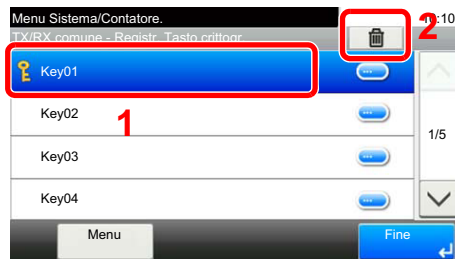 Menu Sistema/Contatore. 10:10
TX/RX comune - Registr. Tasto crittogr.
2
Key01
Key02
1
1/5
Key03
Key04
Menu
Fine